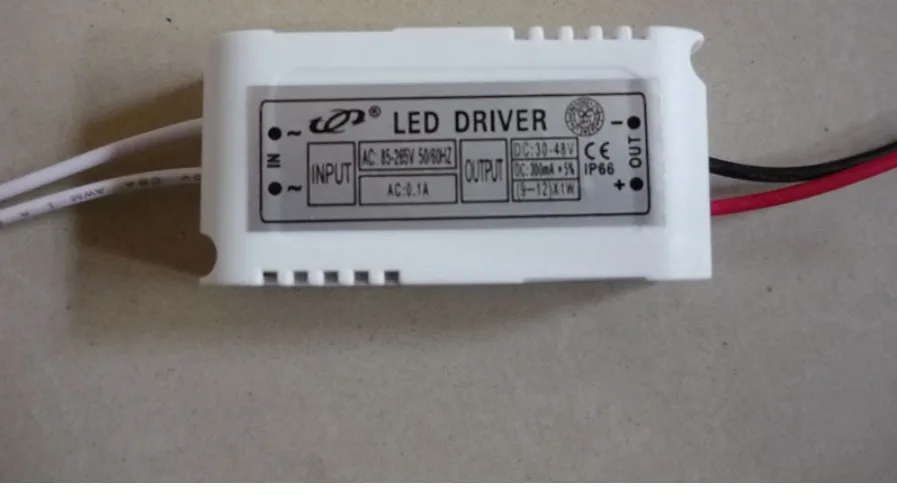 ® LED DRIVER
IN
~
~
INPUT
AC: 85-265V 50/60HZ
AC:0.1A
OUTPUT
DC:30-48V
DC:300mA ± 5%
(9-12)X1W
CE
IP66
-
+
OUT
AWM